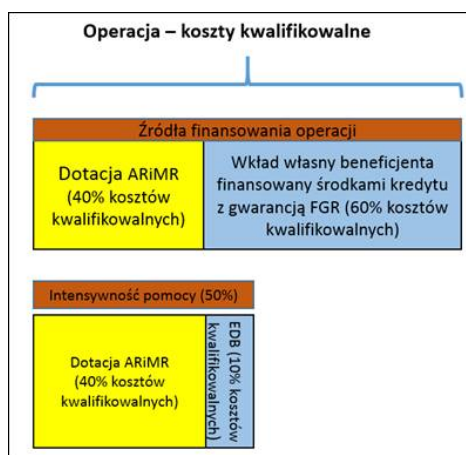 Operacja – koszty kwalifikowalne
Źródła finansowania operacji
Dotacja ARiMR
(40% kosztów
kwalifikowalnych)
Wkład własny beneficjenta
finansowany środkami kredytu
z gwarancją FGR (60% kosztów
kwalifikowalnych)
Intensywność pomocy (50%)
Dotacja ARiMR
(40% kosztów
kwalifikowalnych)
EDB (10% kosztów
kwalifikowalnych)